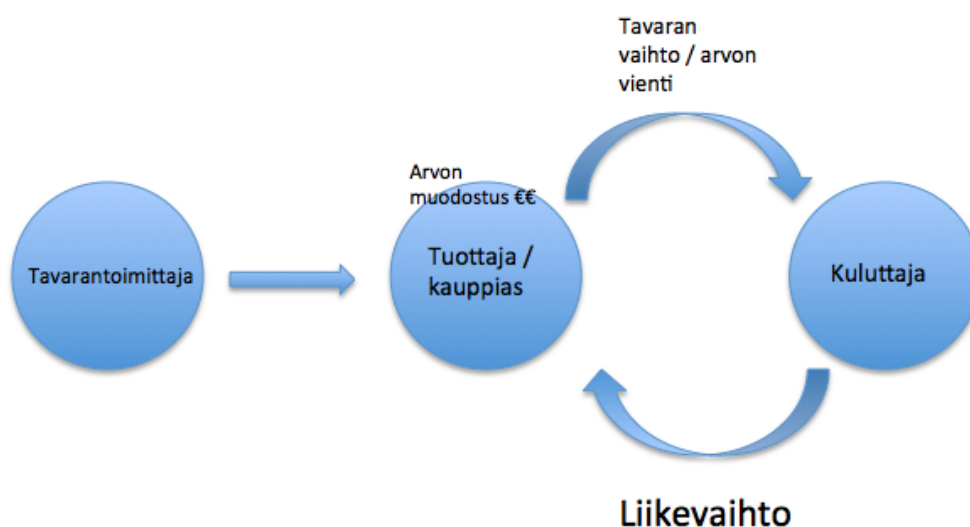 Tavaran
vaihto / arvon
vienti
Arvon
muodostus €€
Tavarantoimittaja
Tuottaja /
kauppias
Kuluttaja
Liikevaihto